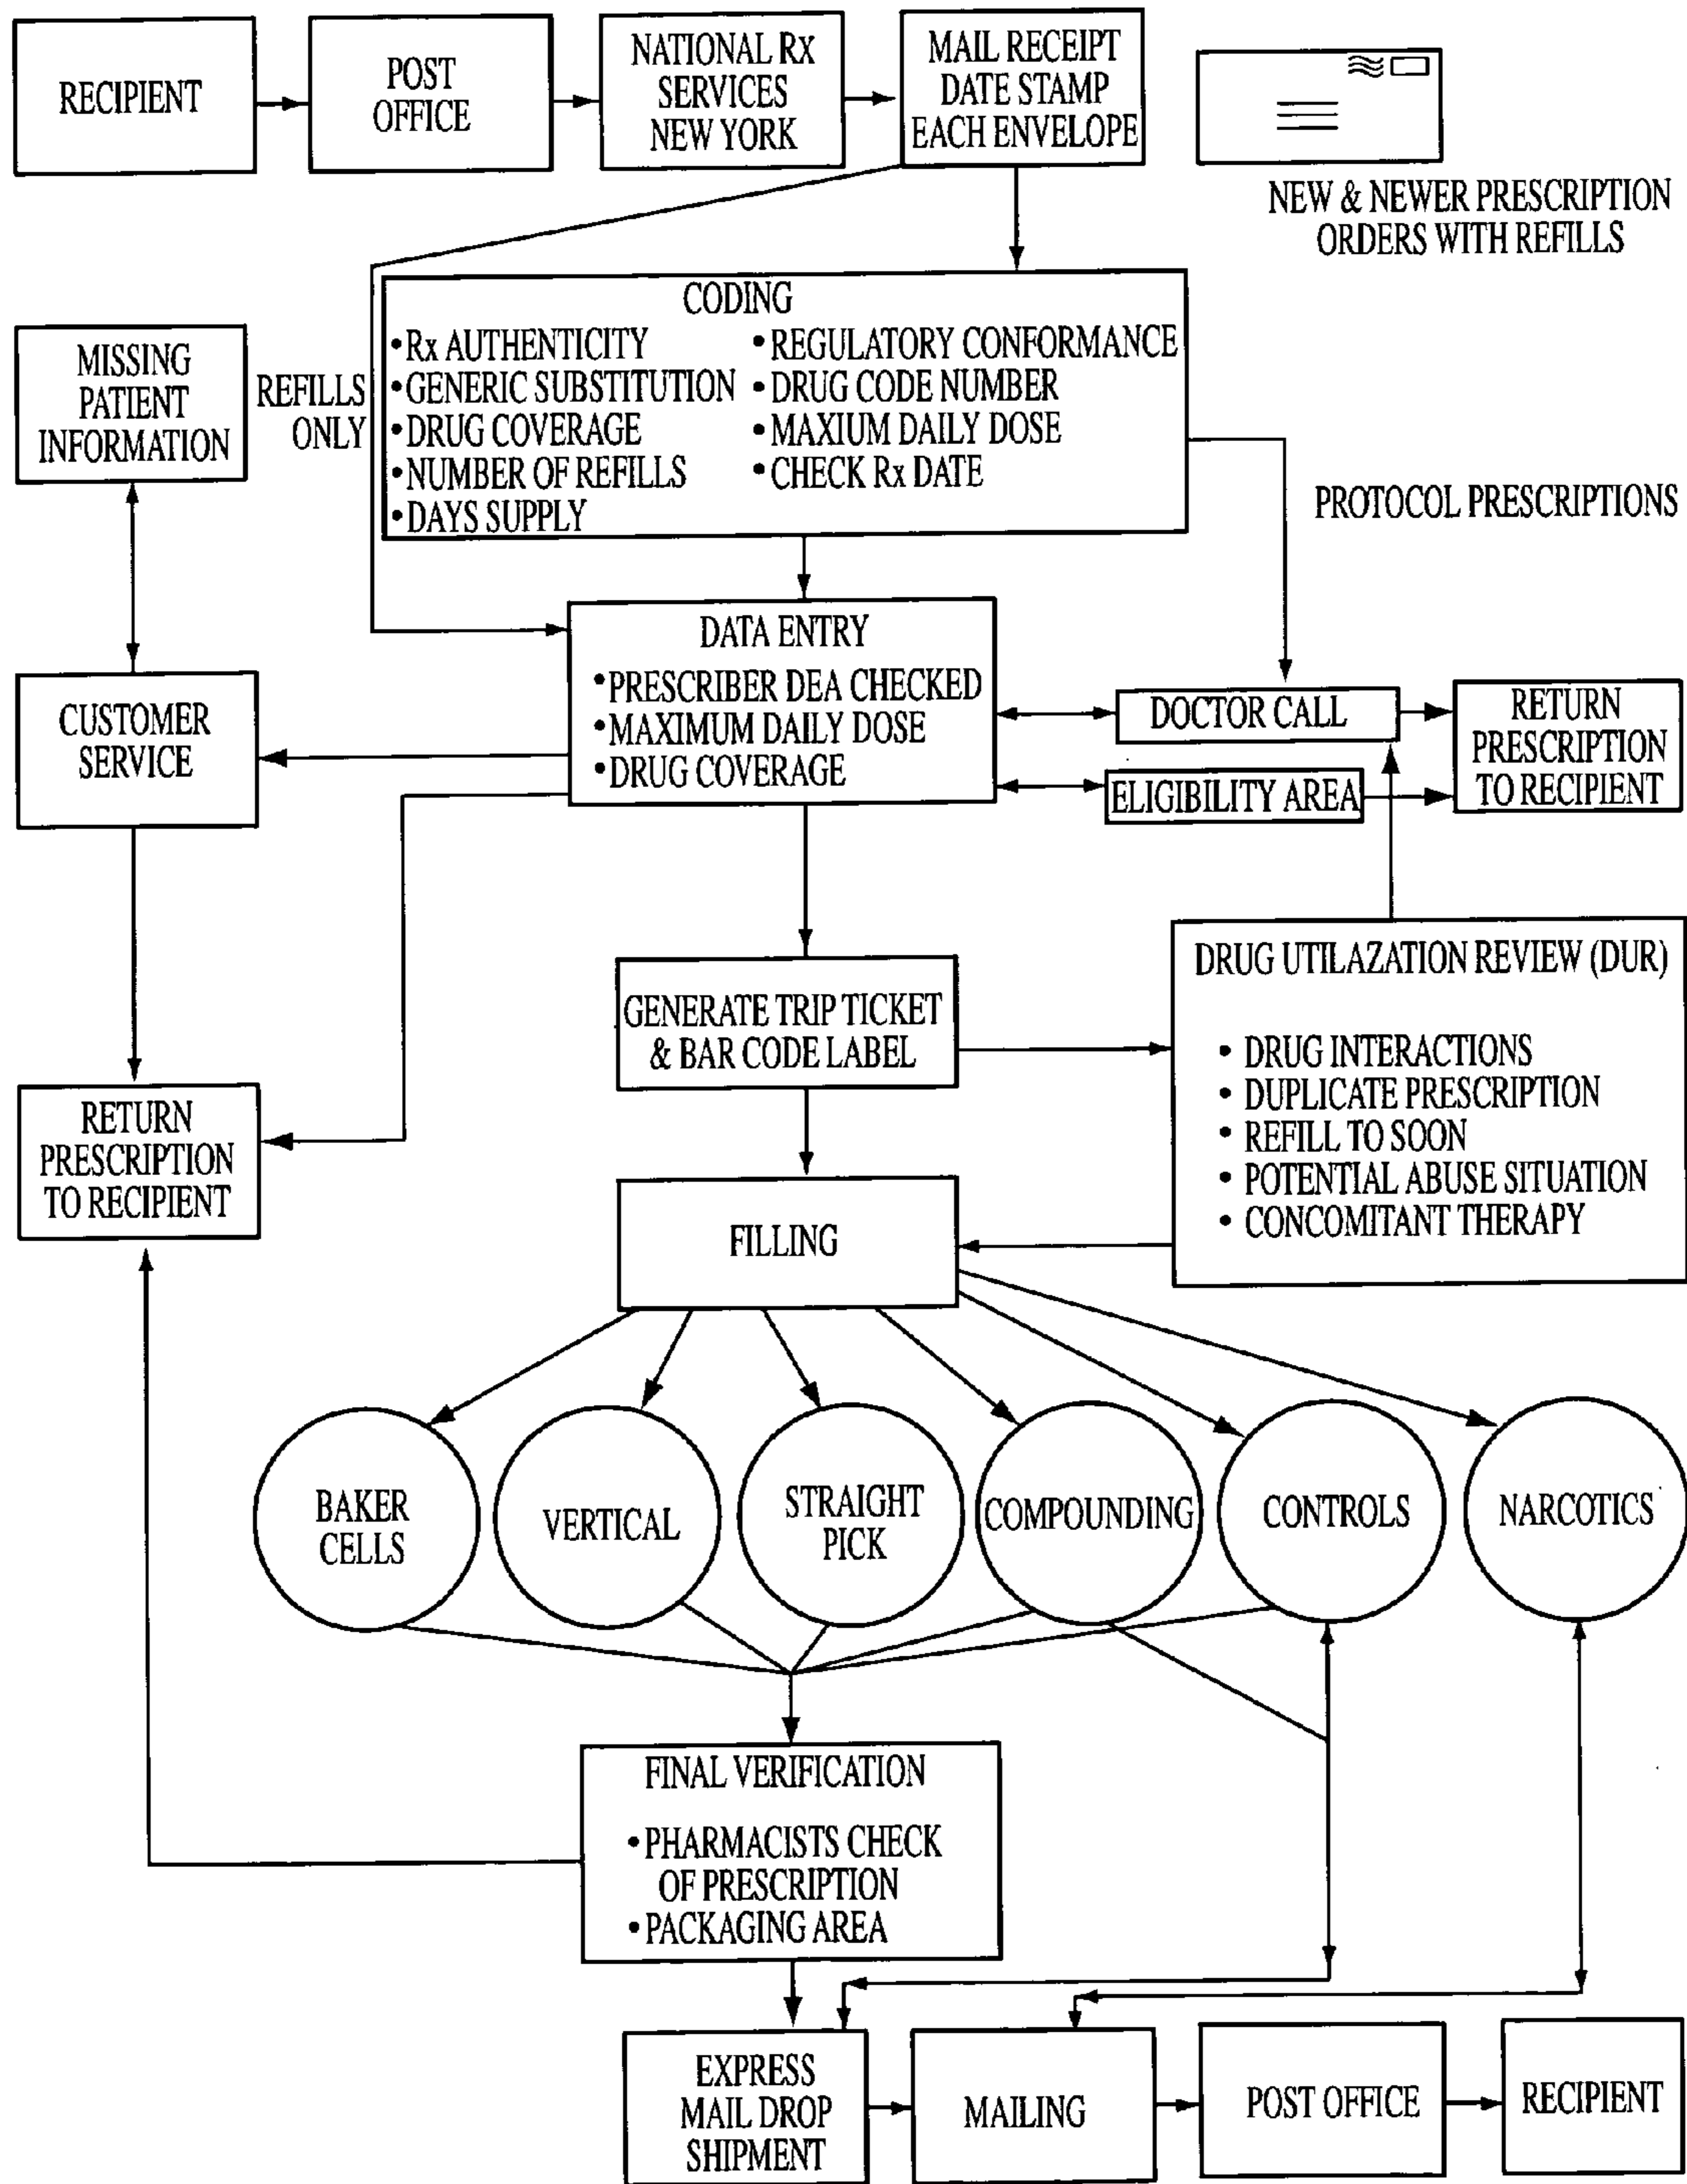 RECIPIENT
POST
OFFICE
NATIONAL Rx
SERVICES
NEW YORK
MAIL RECEIPT
DATE STAMP
EACH ENVELOPE
NEW & NEWER PRESCRIPTION
ORDERS WITH REFILLS
CODING
•Rx AUTHENTICITY
•GENERIC SUBSTITUTION
•DRUG COVERAGE
•NUMBER OF REFILLS
•DAYS SUPPLY
•REGULATORY CONFORMANCE
•DRUG CODE NUMBER
•MAXIUM DAILY DOSE
•CHECK Rx DATE
MISSING
PATIENT
INFORMATION
REFILLS
ONLY
PROTOCOL PRESCRIPTIONS
DATA ENTRY
•PRESCRIBER DEA CHECKED
•MAXIMUM DAILY DOSE
•DRUG COVERAGE
CUSTOMER
SERVICE
DOCTOR CALL
ELIGIBILITY AREA
RETURN
PRESCRIPTION
TO RECIPIENT
GENERATE TRIP TICKET
& BAR CODE LABEL
DRUG UTILAZATION REVIEW (DUR)
• DRUG INTERACTIONS
• DUPLICATE PRESCRIPTION
• REFILL TO SOON
• POTENTIAL ABUSE SITUATION
• CONCOMITANT THERAPY
RETURN
PRESCRIPTION
TO RECIPIENT
FILLING
BAKER
CELLS
VERTICAL
STRAIGHT
PICK
COMPOUNDING
CONTROLS
NARCOTICS
FINAL VERIFICATION
•PHARMACISTS CHECK
OF PRESCRIPTION
•PACKAGING AREA
EXPRESS
MAIL DROP
SHIPMENT
MAILING
POST OFFICE
RECIPIENT